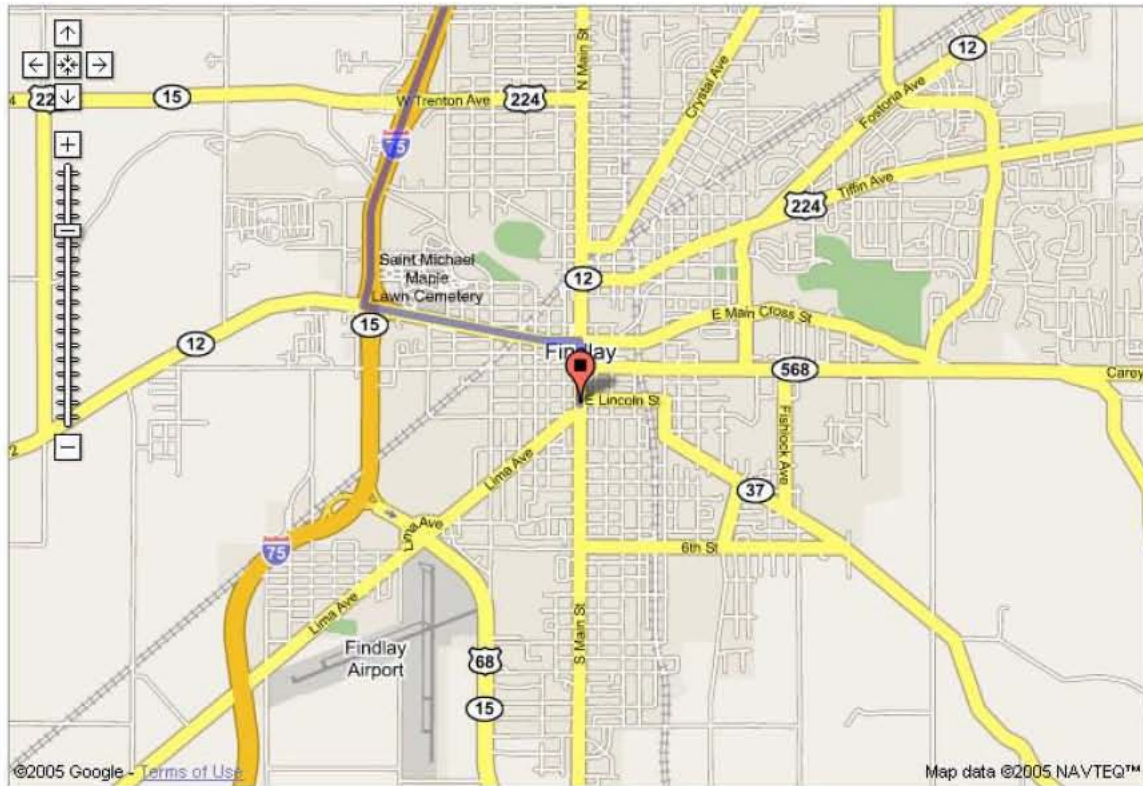 N Main St
12
Crystal Ave
Fostoria Ave
22
15
W Trenton Ave
224
75
224
Tiffin Ave
Saint Michael
Maple
Lawn Cemetery
12
12
15
E Main Cross St
Findlay
568
Carey
E Lincoln St
Fishlock Ave
Lima Ave
37
Lima Ave
75
6th St
Lima Ave
S Main St
Findlay
Airport
68
15
©2005 Google - Terms of Use
Map data ©2005 NAVTEQ™